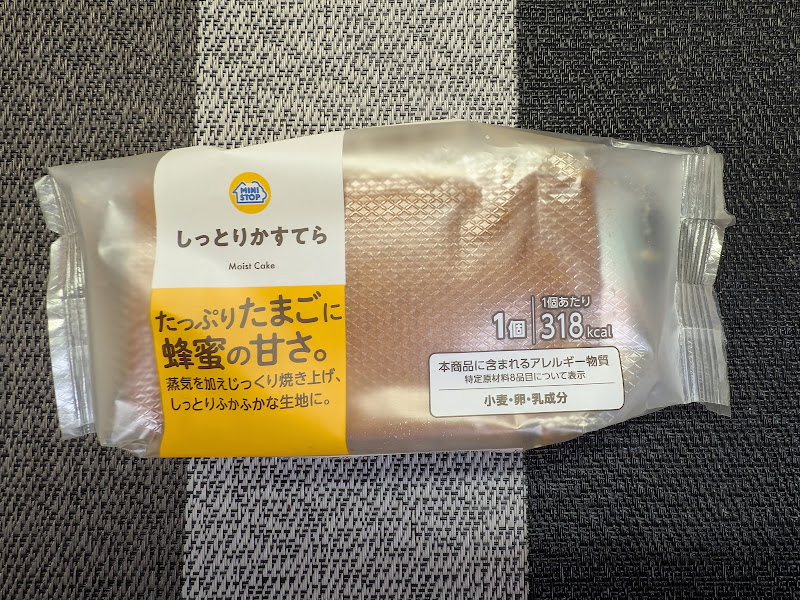 MINI
STOP
しっとりかすてら
Moist Cake
たっぷりたまごに
蜂蜜の甘さ。
蒸気を加えじっくり焼き上げ、
しっとりふかふかな生地に。
1個
1個あたり
318kcal
本商品に含まれるアレルギー物質
特定原材料8品目について表示
小麦・卵・乳成分